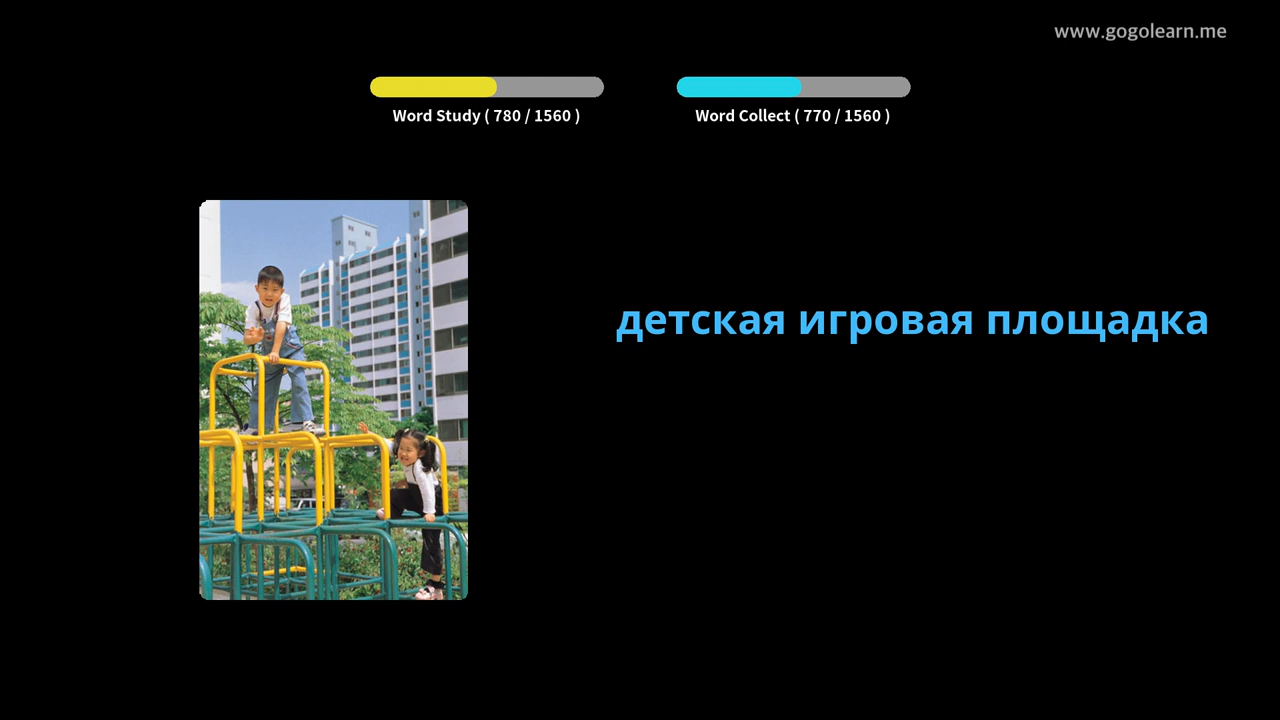 www.gogolearn.me
Word Study ( 780 / 1560 )
Word Collect ( 770 / 1560 )
детская игровая площадка